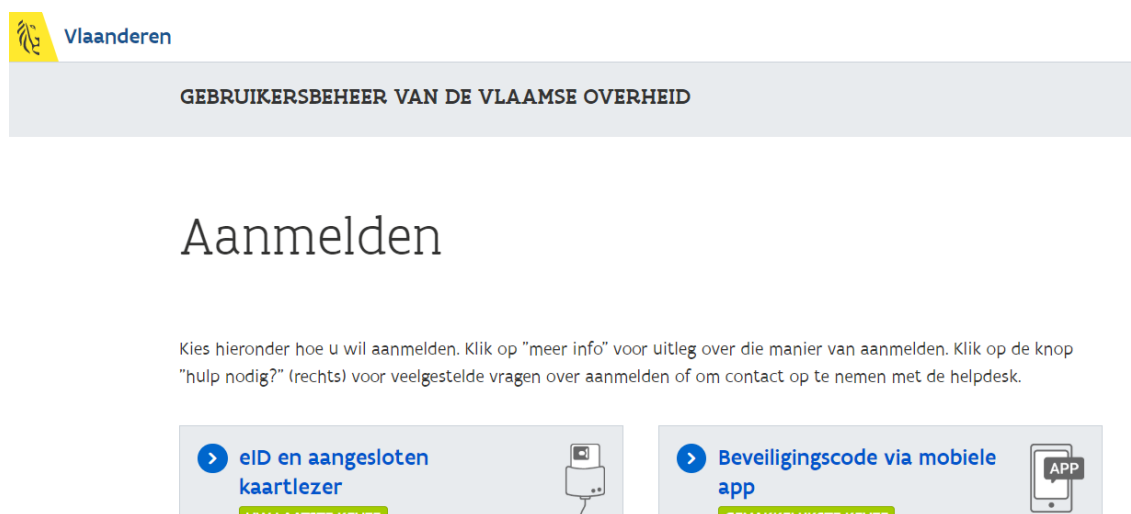 Vlaanderen
GEBRUIKERSBEHEER VAN DE VLAAMSE OVERHEID
Aanmelden
Kies hieronder hoe u wil aanmelden. Klik op "meer info" voor uitleg over die manier van aanmelden. Klik op de knop
"hulp nodig?" (rechts) voor veelgestelde vragen over aanmelden of om contact op te nemen met de helpdesk.
eID en aangesloten
kaartlezer
Beveiligingscode via mobiele
app
APP